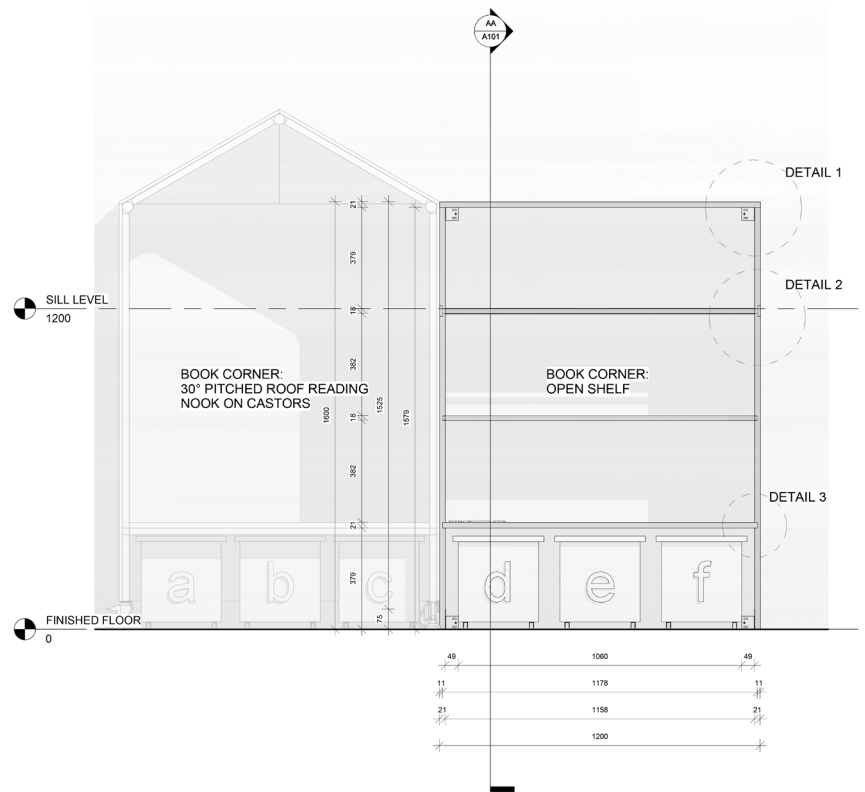 AA
A101
DETAIL 1
DETAIL 2
SILL LEVEL
1200
BOOK CORNER:
30° PITCHED ROOF READING
NOOK ON CASTORS
BOOK CORNER:
OPEN SHELF
21
379
18
382
18
382
21
379
1600
1525
75
1579
DETAIL 3
a b c d e f
FINISHED FLOOR
0
49 1060 49
11 1178 11
21 1158 21
1200